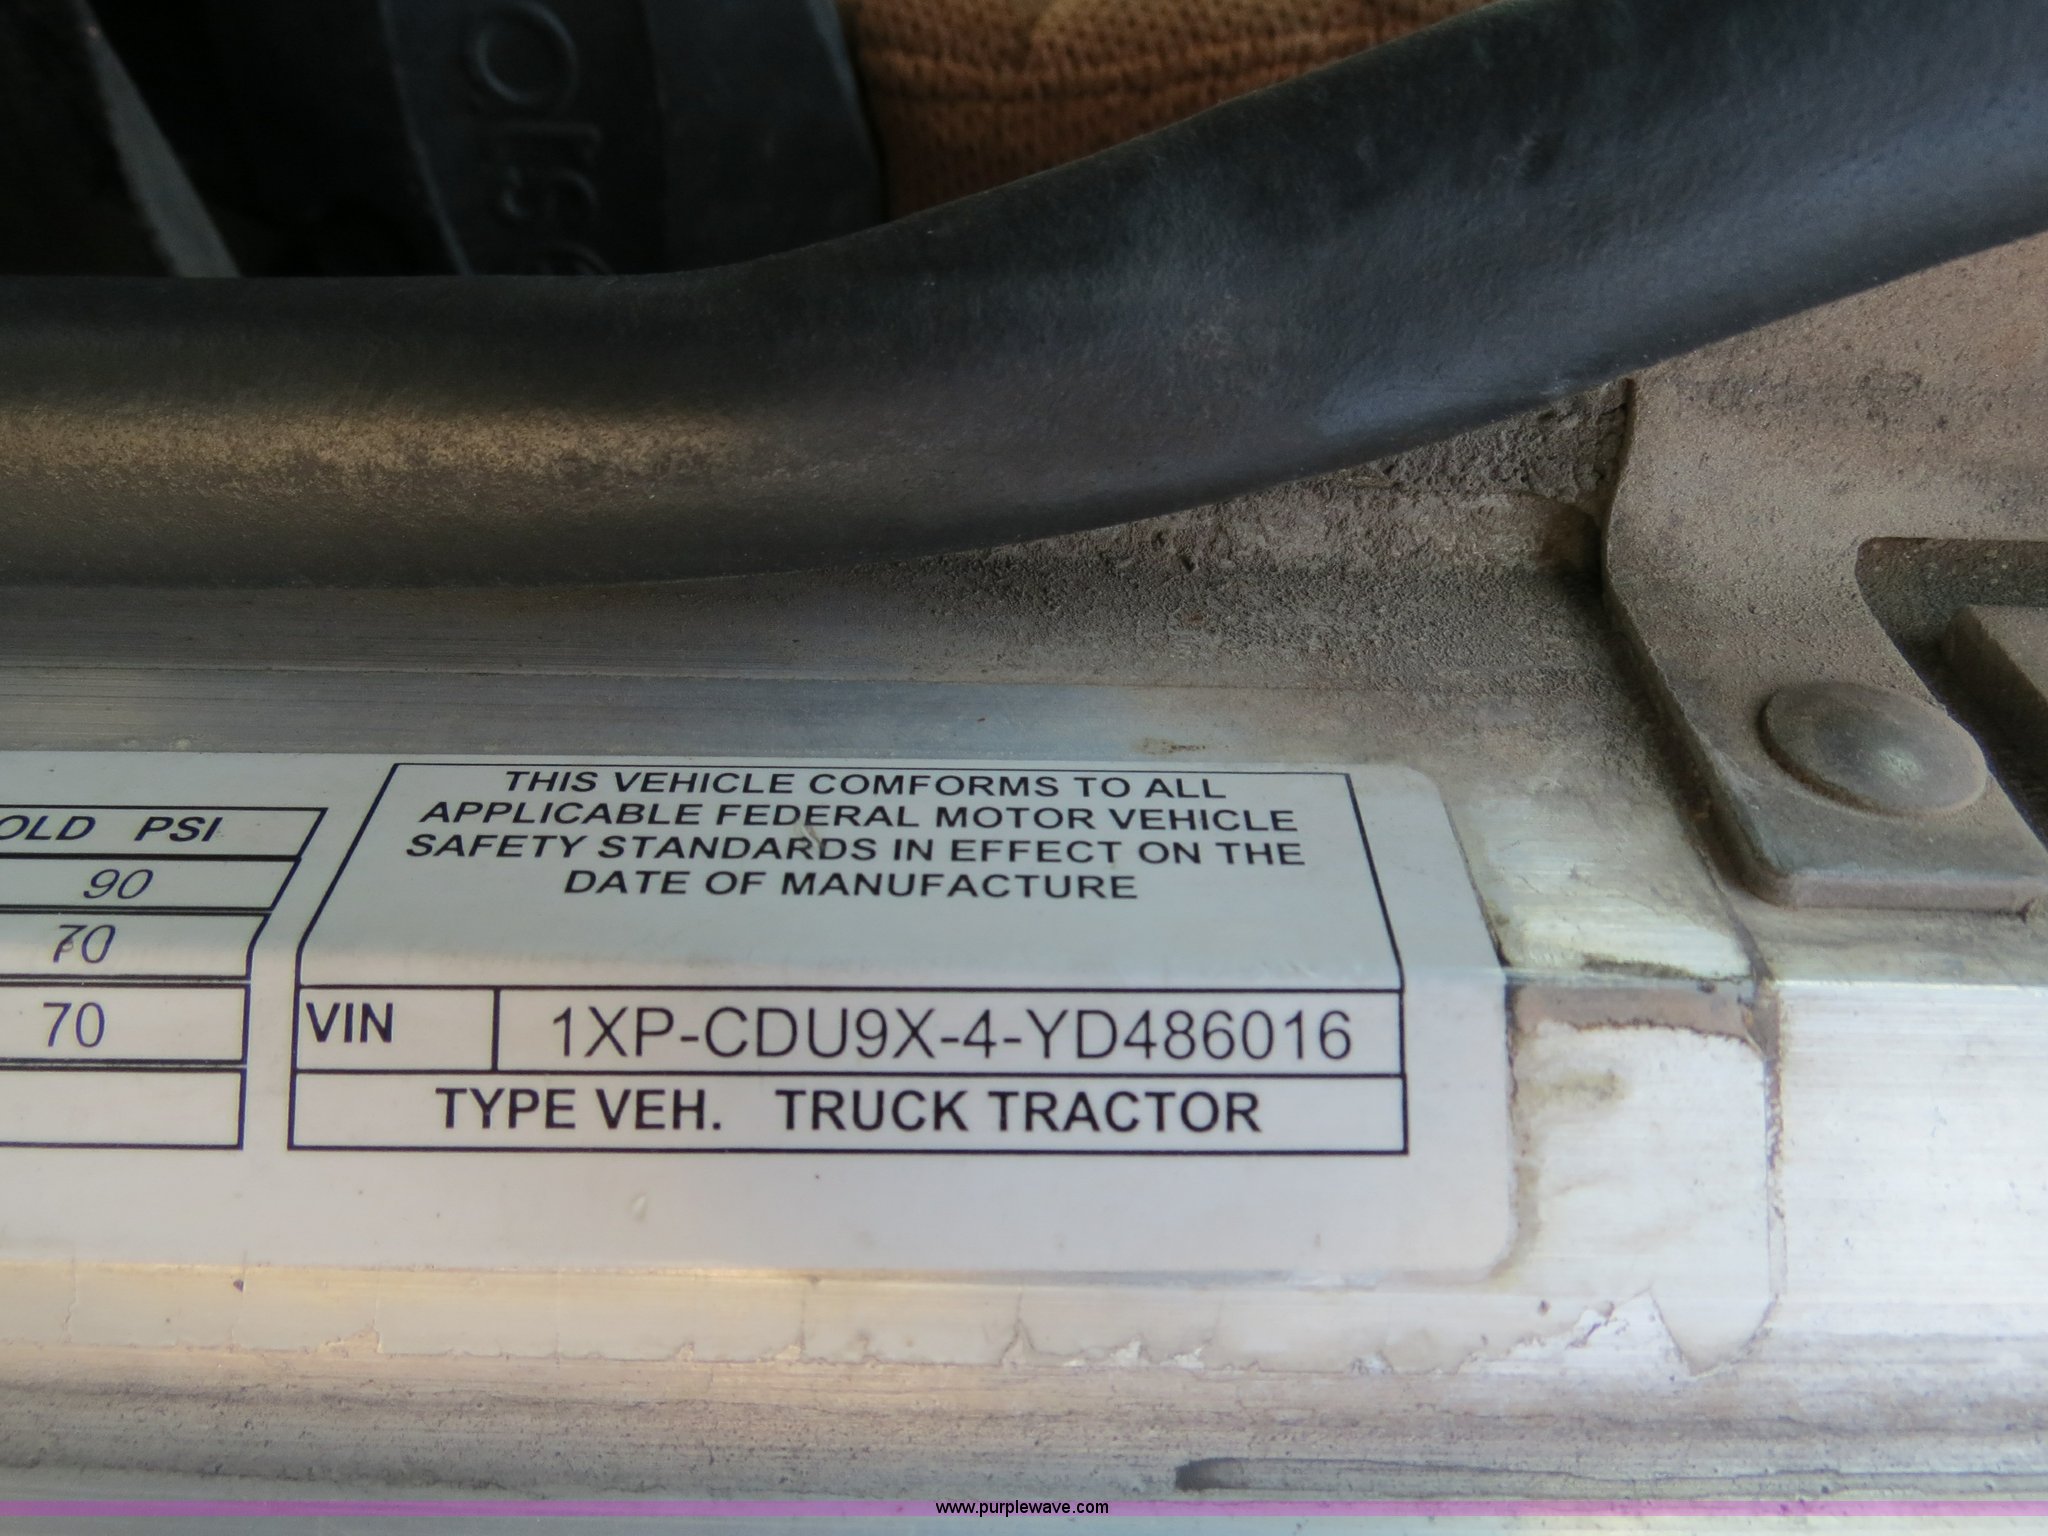 OLD PSI
90
70
70
THIS VEHICLE COMFORMS TO ALL
APPLICABLE FEDERAL MOTOR VEHICLE
SAFETY STANDARDS IN EFFECT ON THE
DATE OF MANUFACTURE
VIN 1XP-CDU9X-4-YD486016
TYPE VEH. TRUCK TRACTOR
www.purplewave.com